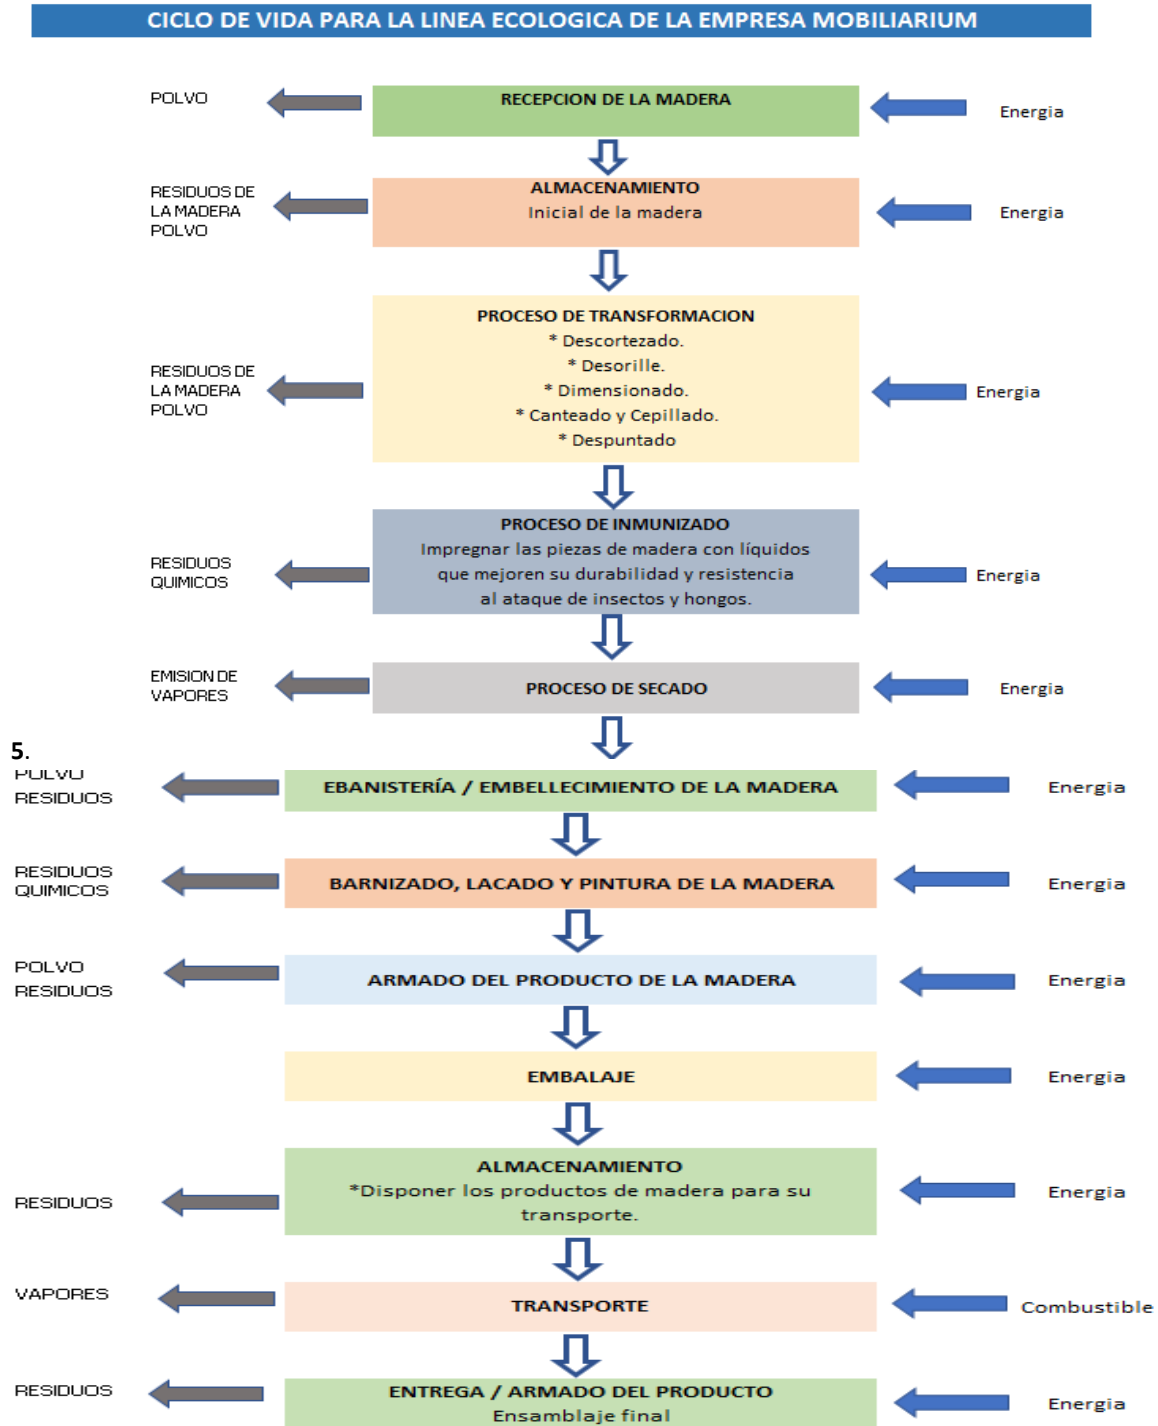 CICLO DE VIDA PARA LA LINEA ECOLOGICA DE LA EMPRESA MOBILIARIUM
POLVO
RECEPCION DE LA MADERA
Energia
RESIDUOS DE
LA MADERA
POLVO
ALMACENAMIENTO
Inicial de la madera
Energia
RESIDUOS DE
LA MADERA
POLVO
PROCESO DE TRANSFORMACION
* Descortezado.
* Desorille.
* Dimensionado.
* Canteado y Cepillado.
* Despuntado
Energia
RESIDUOS
QUIMICOS
PROCESO DE INMUNIZADO
Impregnar las piezas de madera con líquidos
que mejoren su durabilidad y resistencia
al ataque de insectos y hongos.
Energia
EMISION DE
VAPORES
PROCESO DE SECADO
Energia
5.
POLVO
RESIDUOS
EBANISTERÍA / EMBELLECIMIENTO DE LA MADERA
Energia
RESIDUOS
QUIMICOS
BARNIZADO, LACADO Y PINTURA DE LA MADERA
Energia
POLVO
RESIDUOS
ARMADO DEL PRODUCTO DE LA MADERA
Energia
EMBALAJE
Energia
RESIDUOS
ALMACENAMIENTO
*Disponer los productos de madera para su
transporte.
Energia
VAPORES
TRANSPORTE
Combustible
RESIDUOS
ENTREGA / ARMADO DEL PRODUCTO
Ensamblaje final
Energia